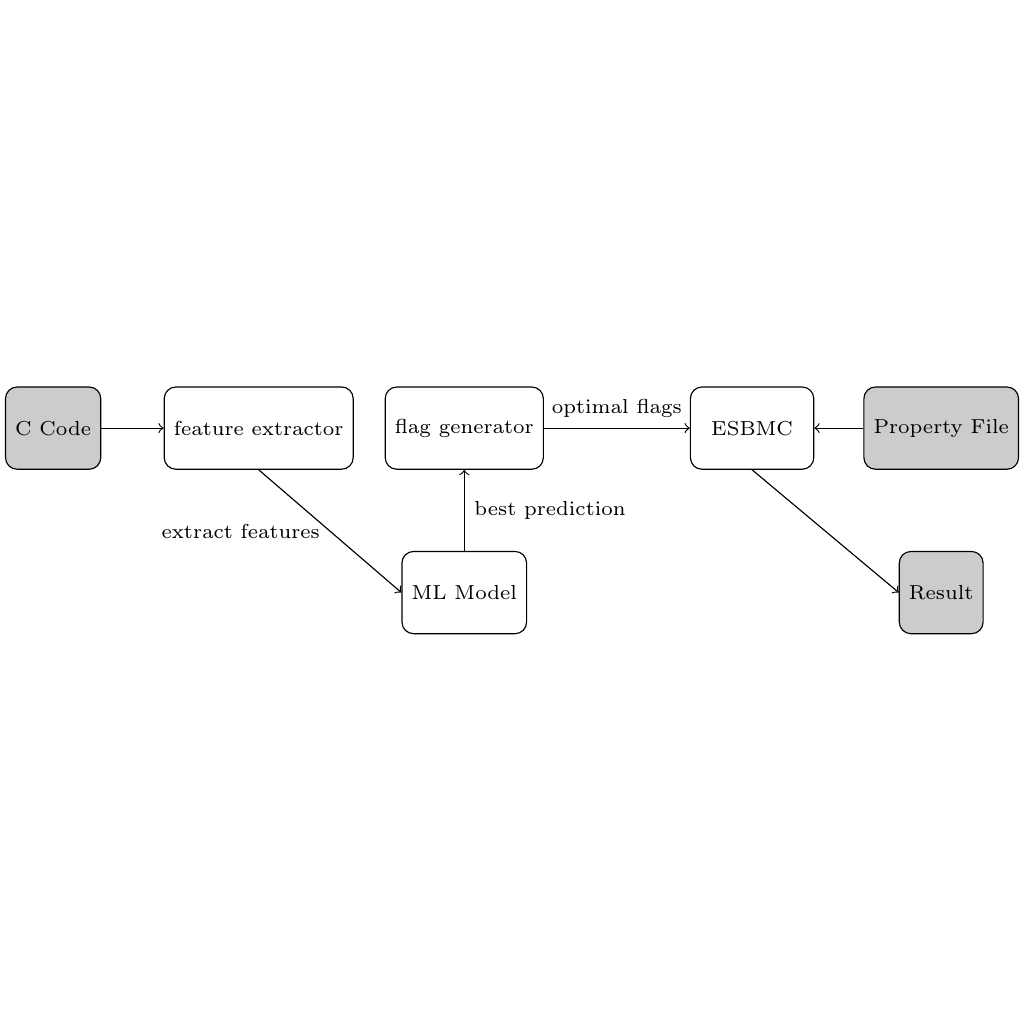 optimal flags
C Code
feature extractor
flag generator
ESBMC
Property File
best prediction
extract features
ML Model
Result